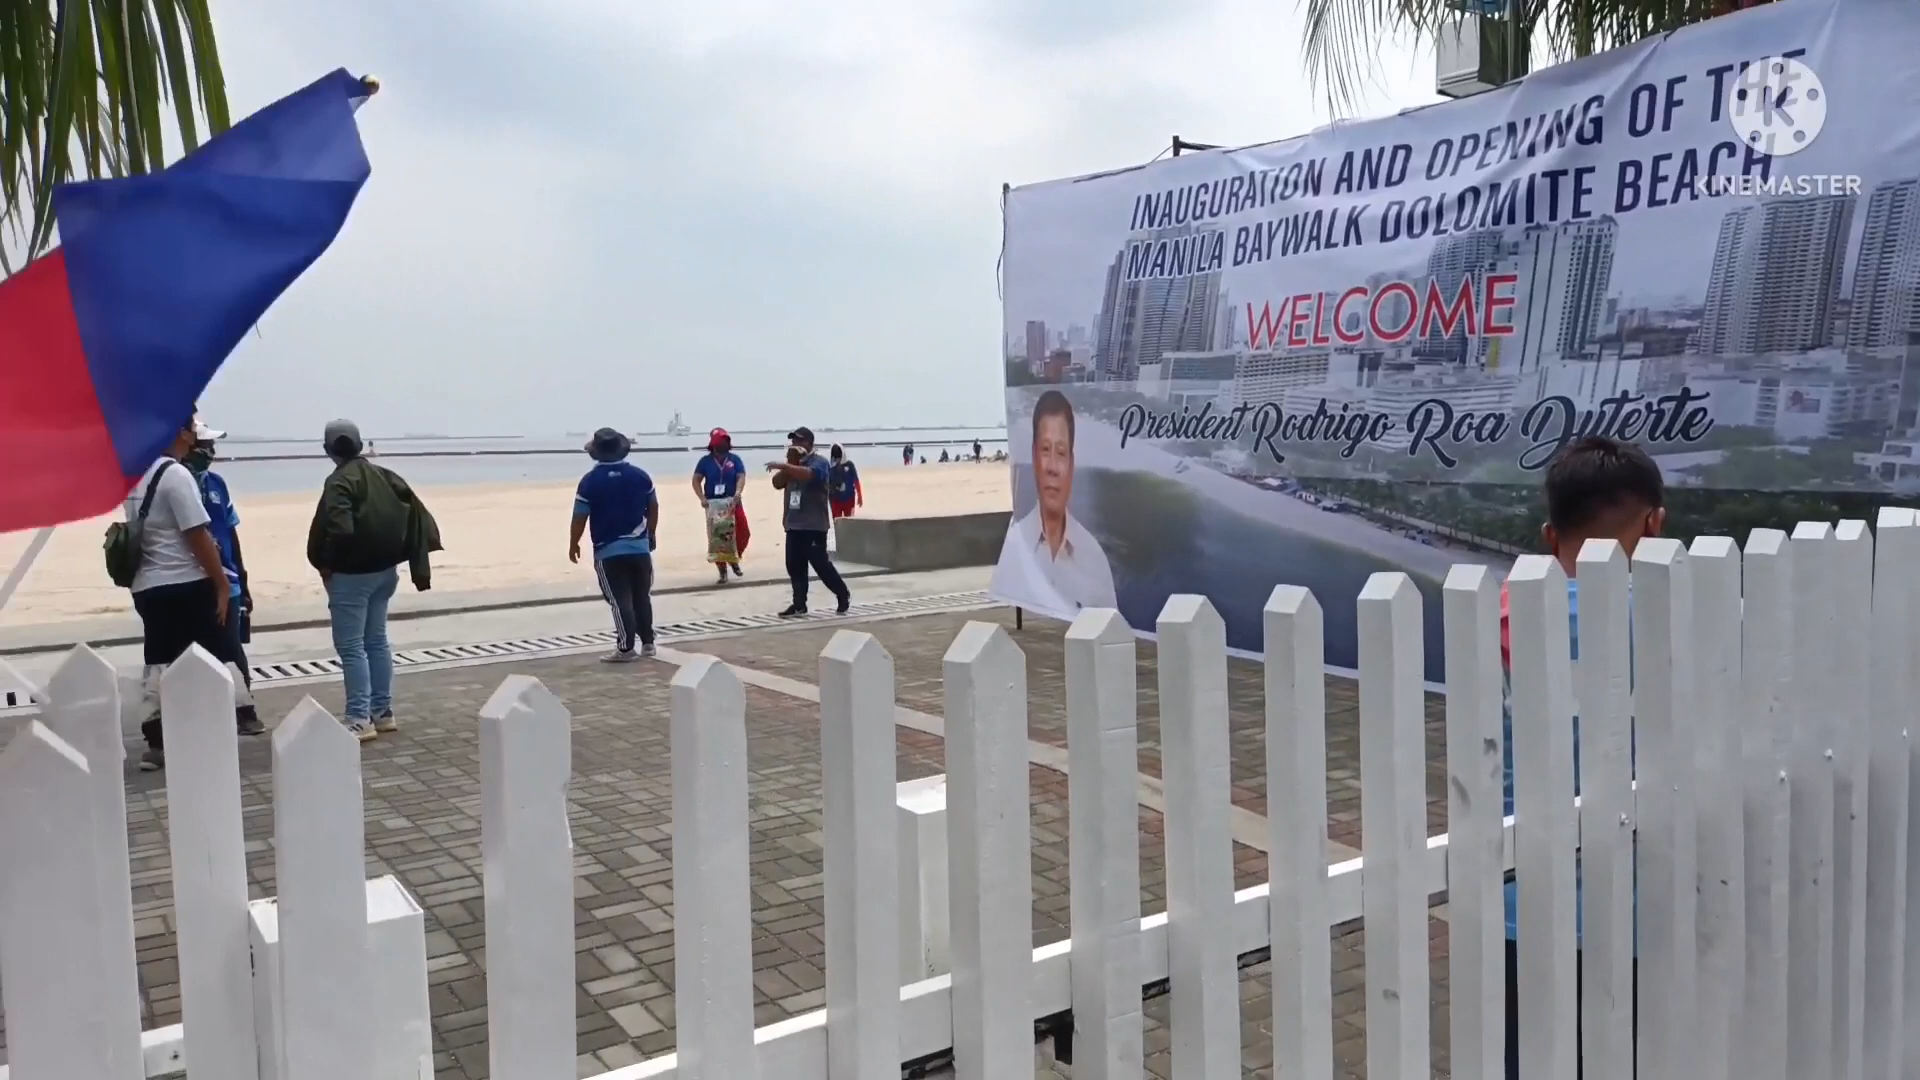 INAUGURATION AND OPENING OF THE
MANILA BAYWALK DOLOMITE BEACH
WELCOME
President Rodrigo Roa Duterte
K
KINEMASTER